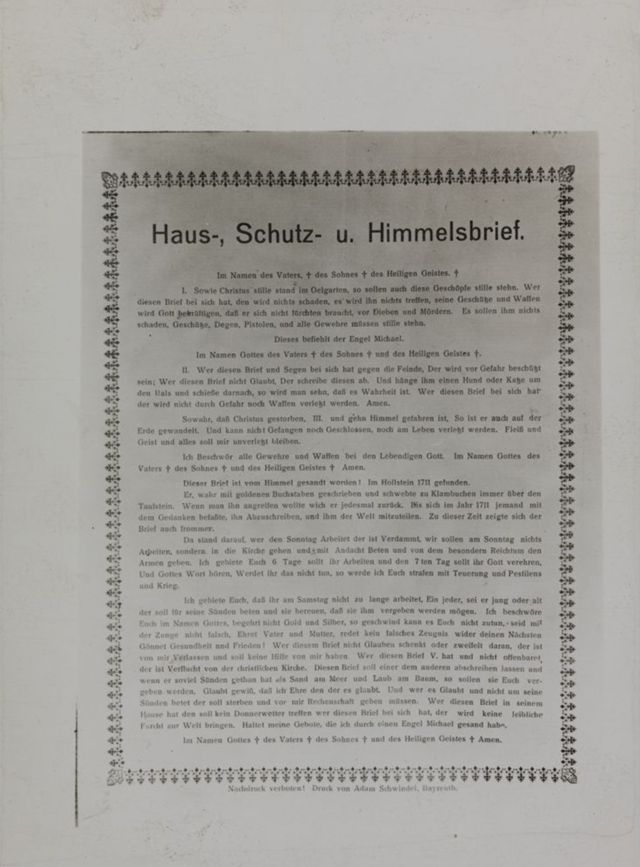 Haus-, Schutz- u. Himmelsbrief.
Im Namen des Vaters, † des Sohnes † des Heiligen Geistes. †
I. Sowie Christus stille stand im Oelgarten, so sollen auch diese Geschöpfe stille stehn. Wer
diesen Brief bei sich hat, den wird nichts schaden, es wird ihn nichts treffen, seine Geschütze und Waffen
wird Gott bekräftigen, daß er sich nicht fürchten braucht, vor Dieben und Mördern. Es sollen ihm nichts
schaden, Geschütze, Degen, Pistolen, und alle Gewehre müssen stille stehn.
Dieses befiehlt der Engel Michael.
Im Namen Gottes des Vaters † des Sohnes † und des Heiligen Geistes †.
II. Wer diesen Brief und Segen bei sich hat gegen die Feinde, Der wird vor Gefahr beschützt
sein; Wer diesen Brief nicht Glaubt, Der schreibe diesen ab. Und hänge ihm einen Hund oder Katze um
den Hals und schieße darnach, so wird man sehn, daß es Wahrheit ist. Wer diesen Brief bei sich hat
der wird nicht durch Gefahr noch Waffen verletzt werden. Amen.
Sowahr, daß Christus gestorben, III. und gehn Himmel gefahren ist, So ist er auch auf der
Erde gewandelt. Und kann nicht Gefangen noch Geschlossen, noch am Leben verletzt werden. Fleiß und
Geist und alles soll mir unverletzt bleiben.
Ich Beschwör alle Gewehre und Waffen bei den Lebendigen Gott. Im Namen Gottes des
Vaters † des Sohnes † und des Heiligen Geistes † Amen.
Dieser Brief ist vom Himmel gesandt worden! Im Hollstein 1711 gefunden.
Er, wahr mit goldenen Buchstaben geschrieben und schwebte zu Klambuchen immer über den
Taufstein. Wenn man ihn angreifen wollte wich er jedesmal zurück. Bis sich im Jahr 1711 jemand mit
dem Gedanken befaßte, ihn Abzuschreiben, und ihm der Welt mitzuteilen. Zu dieser Zeit zeigte sich der
Brief auch frommer.
Da stand darauf, wer den Sonntag Arbeitet der ist Verdammt, wir sollen am Sonntag nichts
Arbeiten, sondern in die Kirche gehen und mit Andacht Beten und von dem besondern Reichtum den
Armen geben. Ich gebiete Euch 6 Tage sollt ihr Arbeiten und den 7 ten Tag sollt ihr Gott verehren,
Und Gottes Wort hören, Werdet ihr das nicht tun, so werde ich Euch strafen mit Teuerung und Pestilens
und Krieg.
Ich gebiete Euch, daß ihr am Samstag nicht zu lange arbeitet, Ein jeder, sei er jung oder alt
der soll für seine Sünden beten und sie bereuen, daß sie ihm vergeben werden mögen. Ich beschwöre
Euch im Namen Gottes, begehrt nicht Gold und Silber, so geschwind kann es Euch nicht zutun, seid mit
der Zunge nicht falsch, Ehret Vater und Mutter, redet kein falsches Zeugnis wider deinen Nächsten
Gönnet Gesundheit und Frieden! Wer diesem Brief nicht Glauben schenkt oder zweifelt daran, der ist
von mir Verlassen und soll keine Hilfe von mir haben. Wer diesen Brief V. hat und nicht offenbaret
der ist Verflucht von der christlichen Kirche. Diesen Brief soll einer dem anderen abschreiben lassen und
wenn er soviel Sünden gethan hat als Sand am Meer und Laub am Baum, so sollen sie Euch ver-
geben werden. Glaubt gewiß, daß ich Ehre den der es glaubt. Und wer es Glaubt und nicht um seine
Sünden betet der soll sterben und vor mir Rechenschaft geben müssen. Wer diesen Brief in seinem
Hause hat den soll kein Donnerwetter treffen wer diesen Brief bei sich hat, der wird keine leibliche
Furcht zur Welt bringen. Haltet meine Gebote, die ich durch einen Engel Michael gesand habe,
Im Namen Gottes † des Vaters † des Sohnes † und des Heiligen Geistes † Amen.
Nachdruck verboten! Druck von Adam Schwindel, Bayreuth.